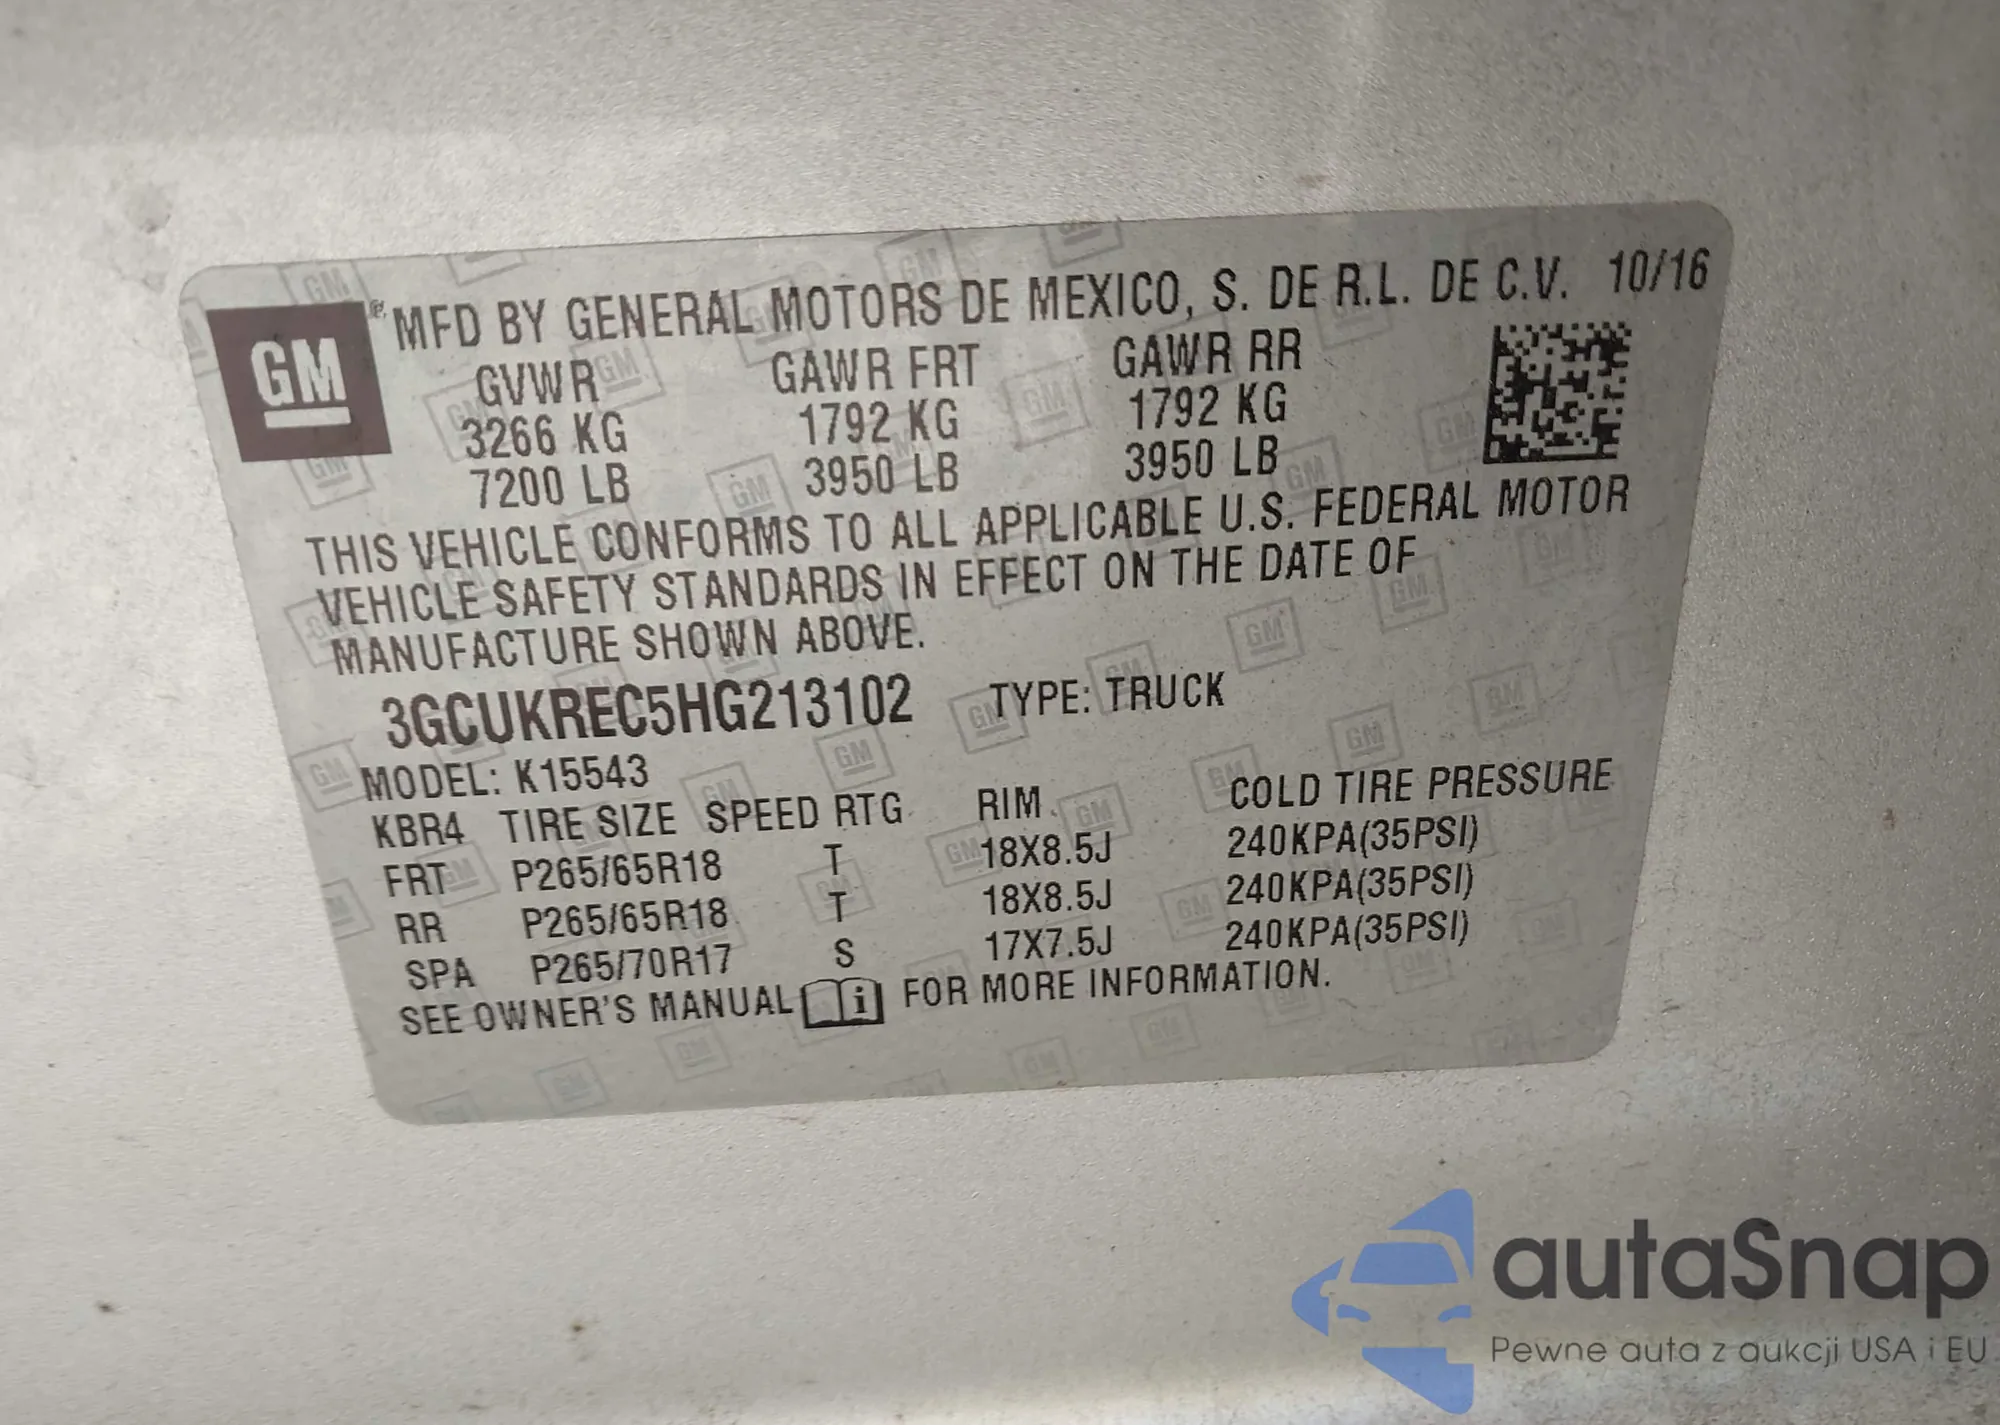 GM
MFD BY GENERAL MOTORS DE MEXICO, S. DE R.L. DE C.V. 10/16
GVWR GAWR FRT GAWR RR
3266 KG 1792 KG 1792 KG
7200 LB 3950 LB 3950 LB
THIS VEHICLE CONFORMS TO ALL APPLICABLE U.S. FEDERAL MOTOR
VEHICLE SAFETY STANDARDS IN EFFECT ON THE DATE OF
MANUFACTURE SHOWN ABOVE.
3GCUKREC5HG213102 TYPE: TRUCK
MODEL: K15543
KBR4 TIRE SIZE SPEED RTG RIM COLD TIRE PRESSURE
FRT P265/65R18 T 18X8.5J 240KPA(35PSI)
RR P265/65R18 T 18X8.5J 240KPA(35PSI)
SPA P265/70R17 S 17X7.5J 240KPA(35PSI)
SEE OWNER'S MANUAL i FOR MORE INFORMATION.
autaSnap
Pewne auta z aukcji USA i EU